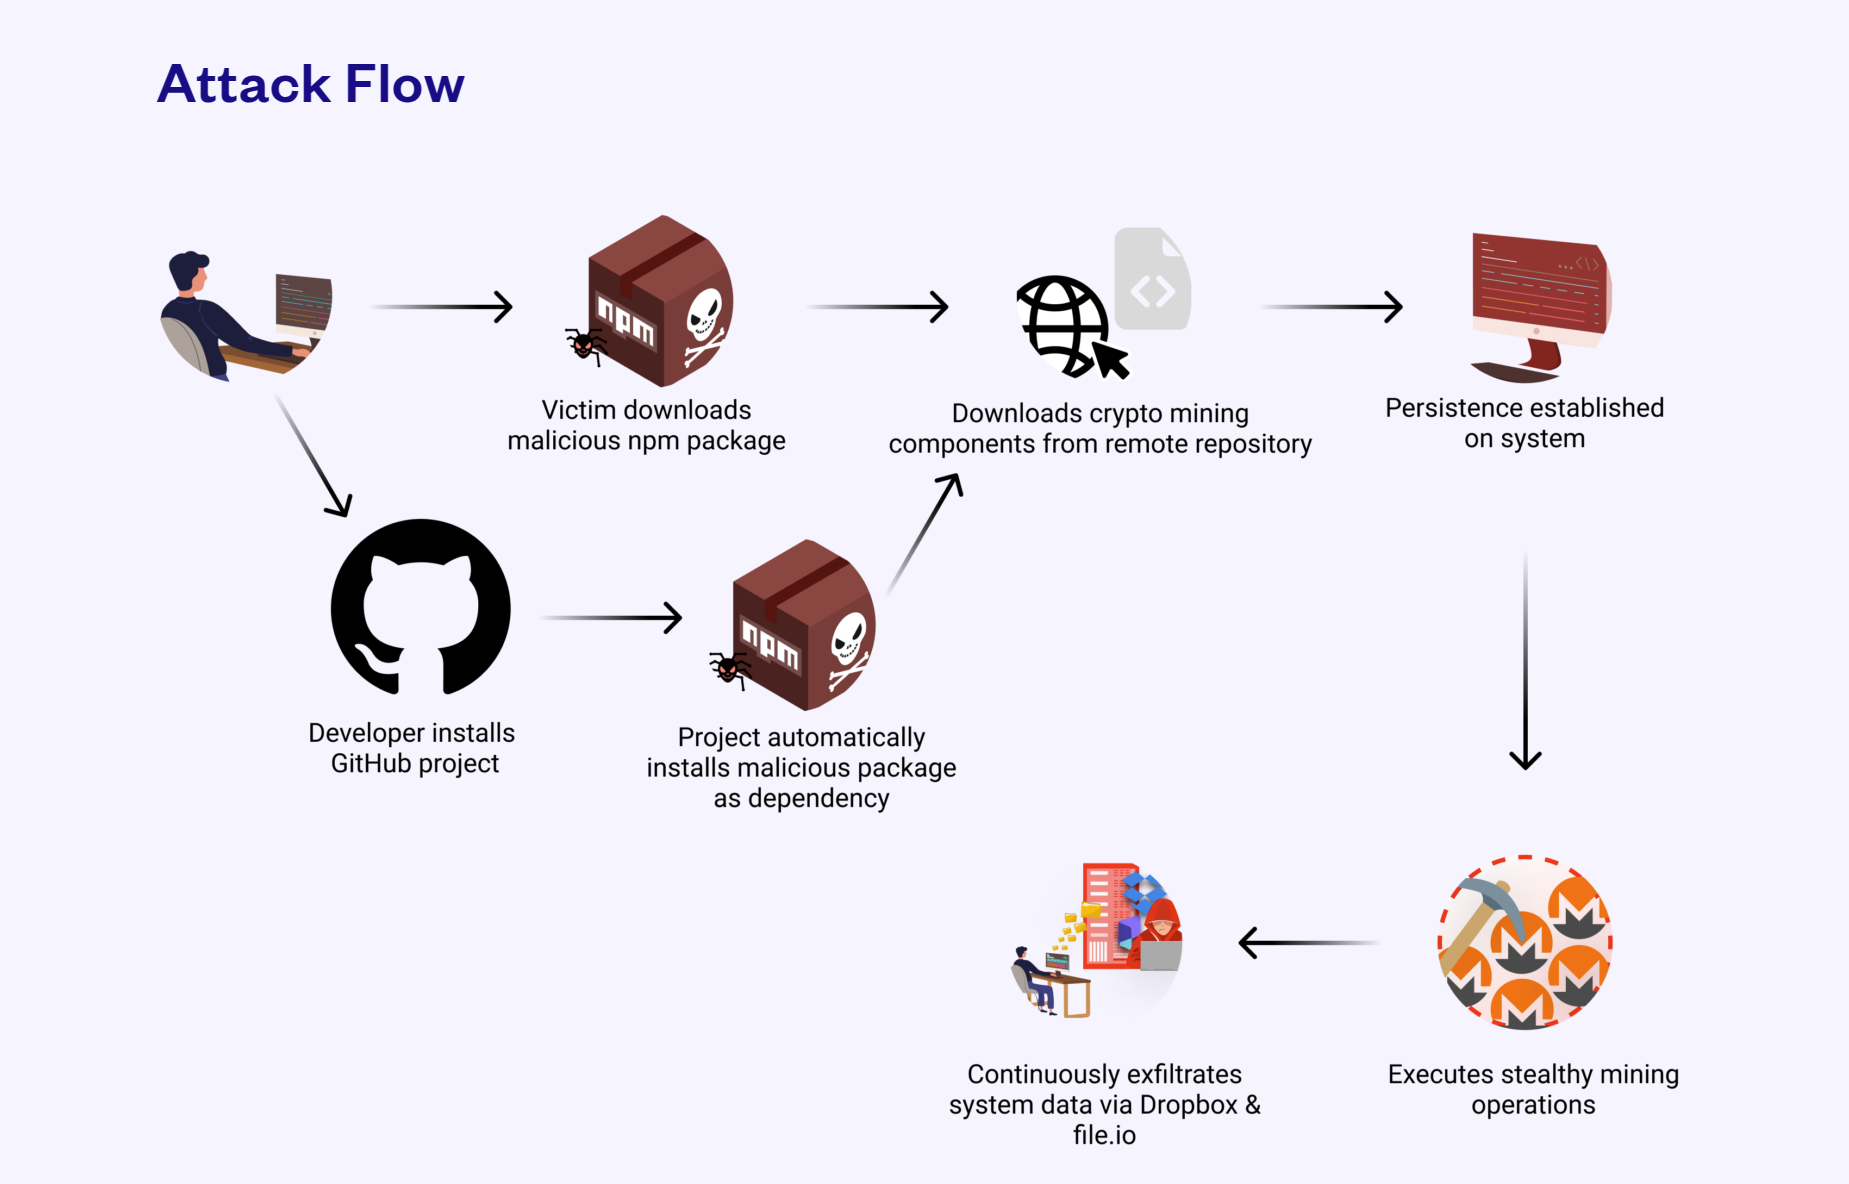 Attack Flow
npm
Victim downloads
malicious npm package
Downloads crypto mining
components from remote repository
Persistence established
on system
Developer installs
GitHub project
npm
Project automatically
installs malicious package
as dependency
Continuously exfiltrates
system data via Dropbox &
file.io
Executes stealthy mining
operations